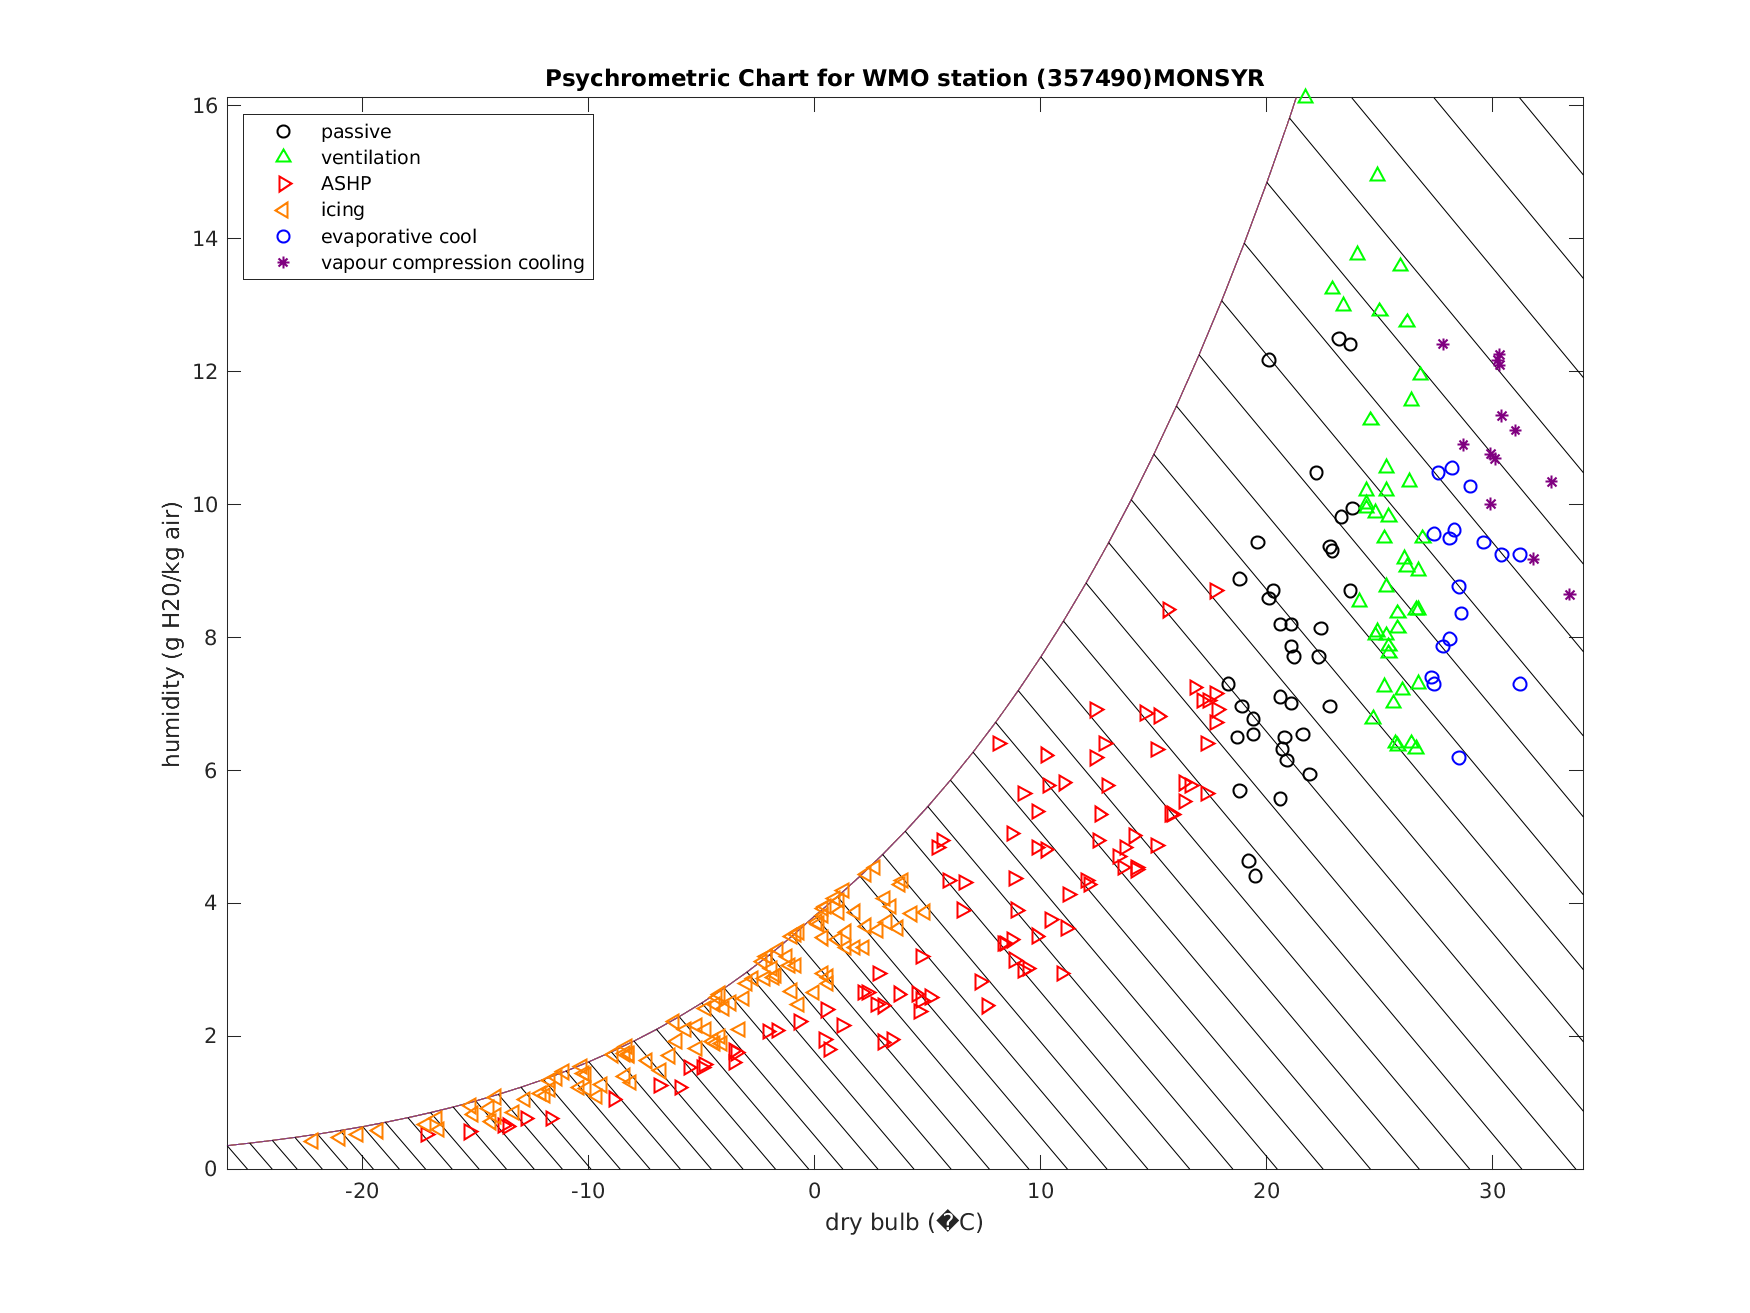 Psychrometric Chart for WMO station (357490)MONSYR
passive
ventilation
ASHP
icing
evaporative cool
vapour compression cooling
humidity (g H20/kg air)
16
14
12
10
8
6
4
2
0
-20 -10 0 10 20 30
dry bulb (�C)